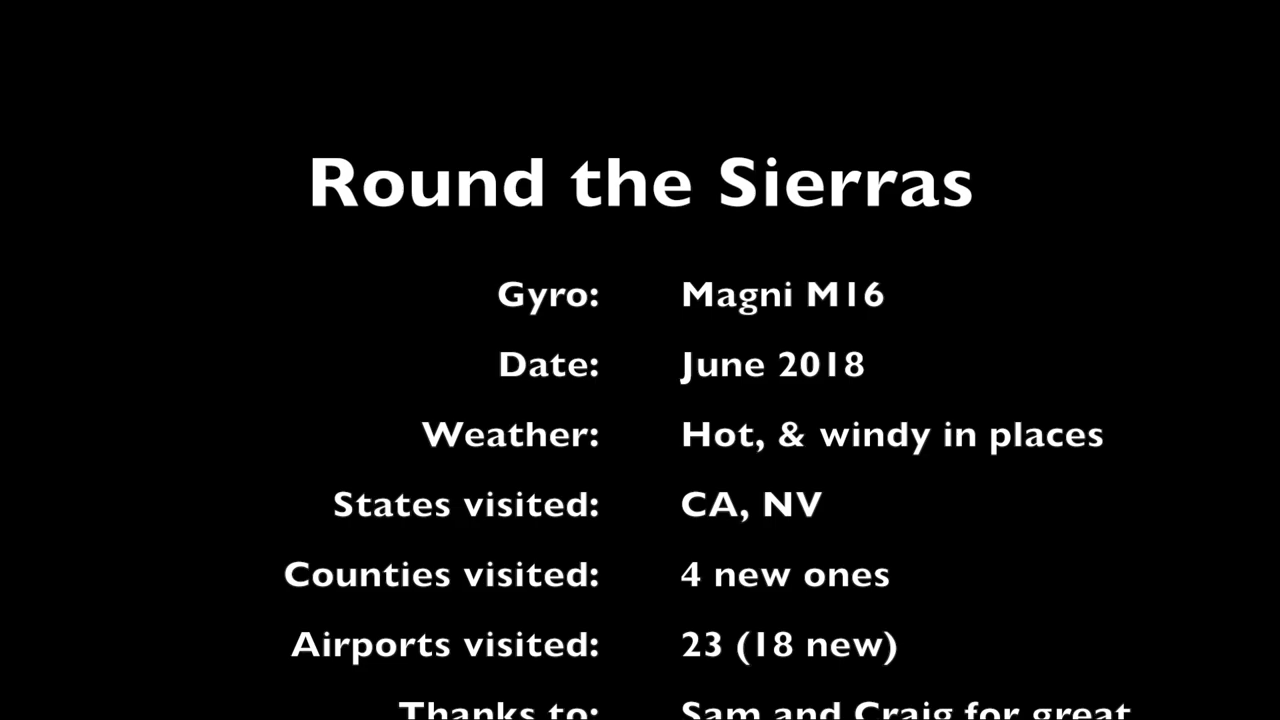 Round the Sierras
Gyro: Magni M16
Date: June 2018
Weather: Hot, & windy in places
States visited: CA, NV
Counties visited: 4 new ones
Airports visited: 23 (18 new)
Thanks to: Sam and Craig for great